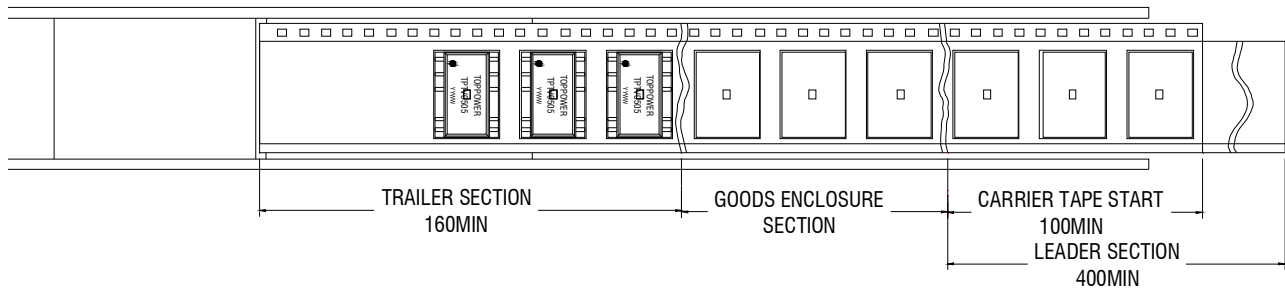 TOPPOWER
YYWW
TOPPOWER
YYWW
TOPPOWER
YYWW
TRAILER SECTION
160MIN
GOODS ENCLOSURE
SECTION
CARRIER TAPE START
100MIN
LEADER SECTION
400MIN